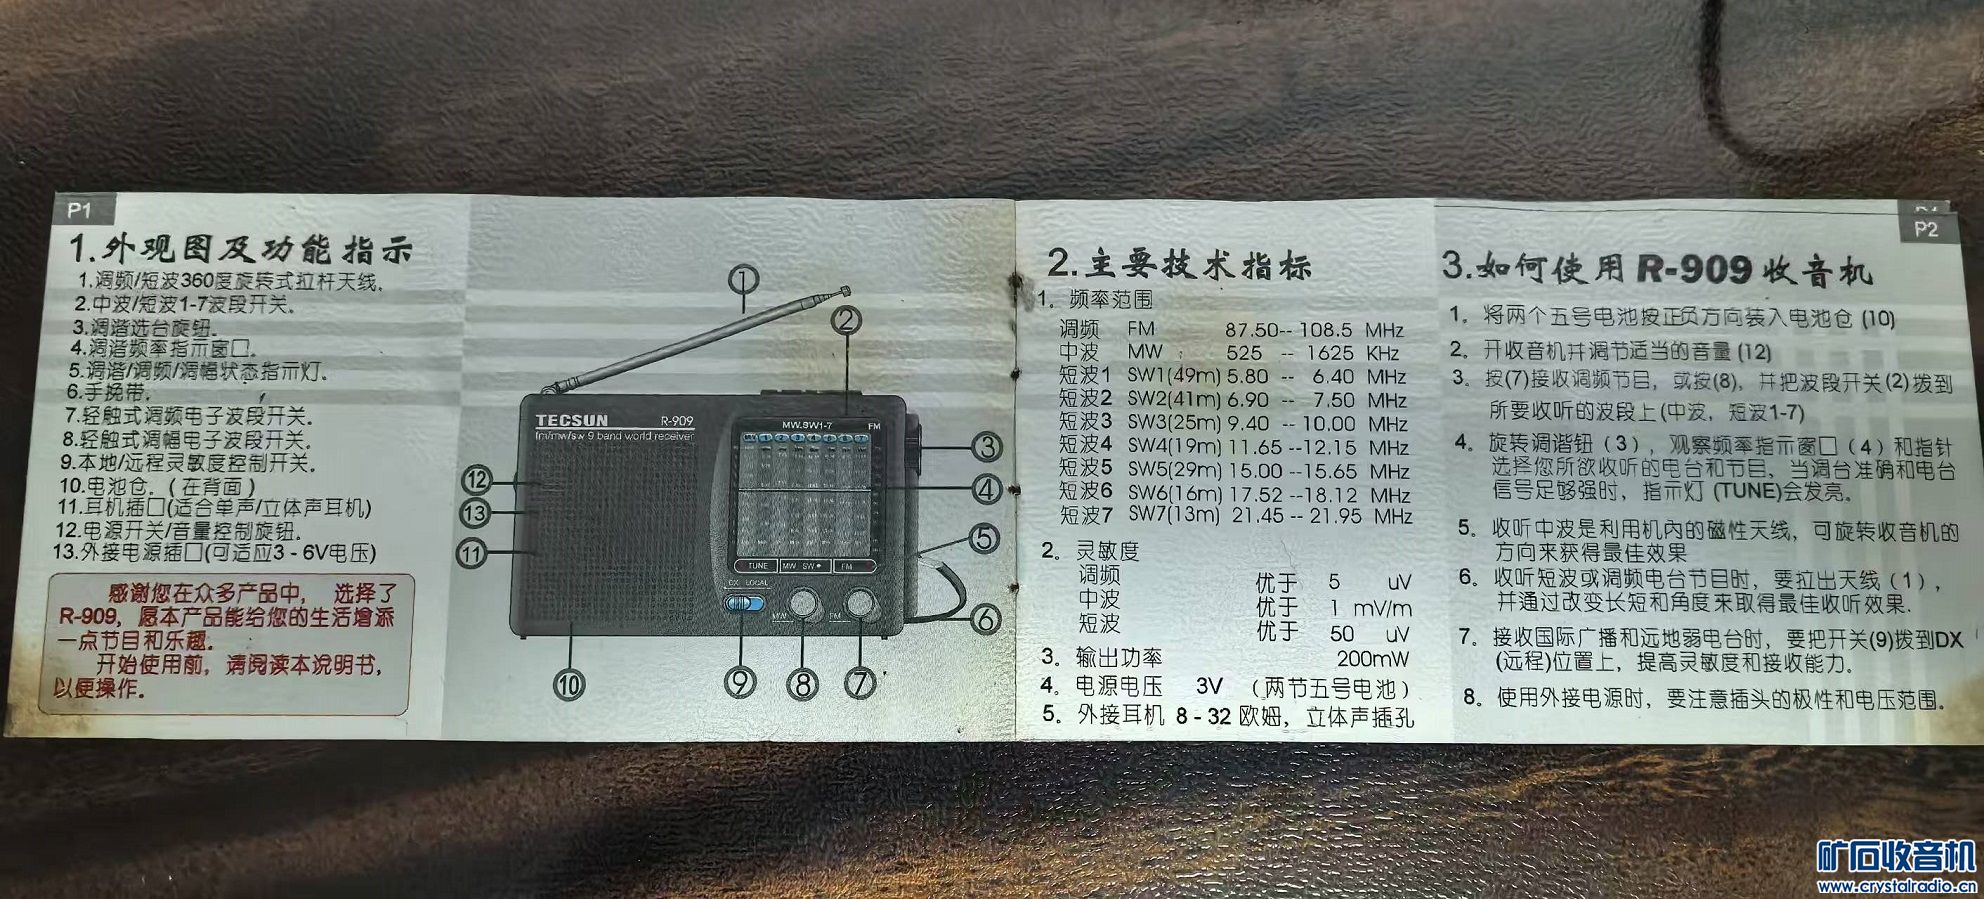 P1
1.外观图及功能指示
1.调频/短波360度旋转式拉杆天线.
2.中波/短波1-7波段开关。
3.调谐选台旋钮.
4.调谐频率指示窗口。
5.调谐/调频/调幅状态指示灯.
6.手挽带.
7.轻触式调频电子波段开关.
8.轻触式调幅电子波段开关.
9.本地/远程灵敏度控制开关.
10.电池仓.(在背面)
11.耳机插口(适合单声/立体声耳机)
12.电源开关/音量控制旋钮.
13.外接电源插口(可适应3-6V电压)
感谢您在众多产品中, 选择了
R-909, 愿本产品能给您的生活增添
一点节目和乐趣.
开始使用前, 请阅读本说明书,
以便操作.
①
②
③
④
⑤
⑥
⑦
⑧
⑨
⑩
⑪
⑫
⑬
TECSUN R-909
fm/mw/sw 9 band world receiver
MW.SW1-7 FM
TUNE MW SW FM
DX LOCAL
MW FM
2.主要技术指标
1。频率范围
调频 FM 87.50--108.5 MHz
中波 MW 525 -- 1625 KHz
短波1 SW1(49m) 5.80 -- 6.40 MHz
短波2 SW2(41m) 6.90 -- 7.50 MHz
短波3 SW3(25m) 9.40 -- 10.00 MHz
短波4 SW4(19m) 11.65 --12.15 MHz
短波5 SW5(29m) 15.00 --15.65 MHz
短波6 SW6(16m) 17.52 --18.12 MHz
短波7 SW7(13m) 21.45 -- 21.95 MHz
2。灵敏度
调频 优于 5 uV
中波 优于 1 mV/m
短波 优于 50 uV
3。输出功率 200mW
4。电源电压 3V (两节五号电池)
5。外接耳机 8-32 欧姆, 立体声插孔
P2
3.如何使用R-909收音机
1。将两个五号电池按正负方向装入电池仓(10)
2。开收音机并调节适当的音量(12)
3。按(7)接收调频节目, 或按(8), 并把波段开关(2)拨到
所要收听的波段上(中波, 短波1-7)
4。旋转调谐钮(3), 观察频率指示窗口(4)和指针
选择您所欲收听的电台和节目. 当调台准确和电台
信号足够强时, 指示灯(TUNE)会发亮。
5。收听中波是利用机内的磁性天线, 可旋转收音机的
方向来获得最佳效果
6。收听短波或调频电台节目时, 要拉出天线(1),
并通过改变长短和角度来取得最佳收听效果.
7。接收国际广播和远地弱电台时, 要把开关(9)拨到DX
(远程)位置上, 提高灵敏度和接收能力.
8。使用外接电源时, 要注意插头的极性和电压范围.
矿石收音机
www.crystalradio.cn